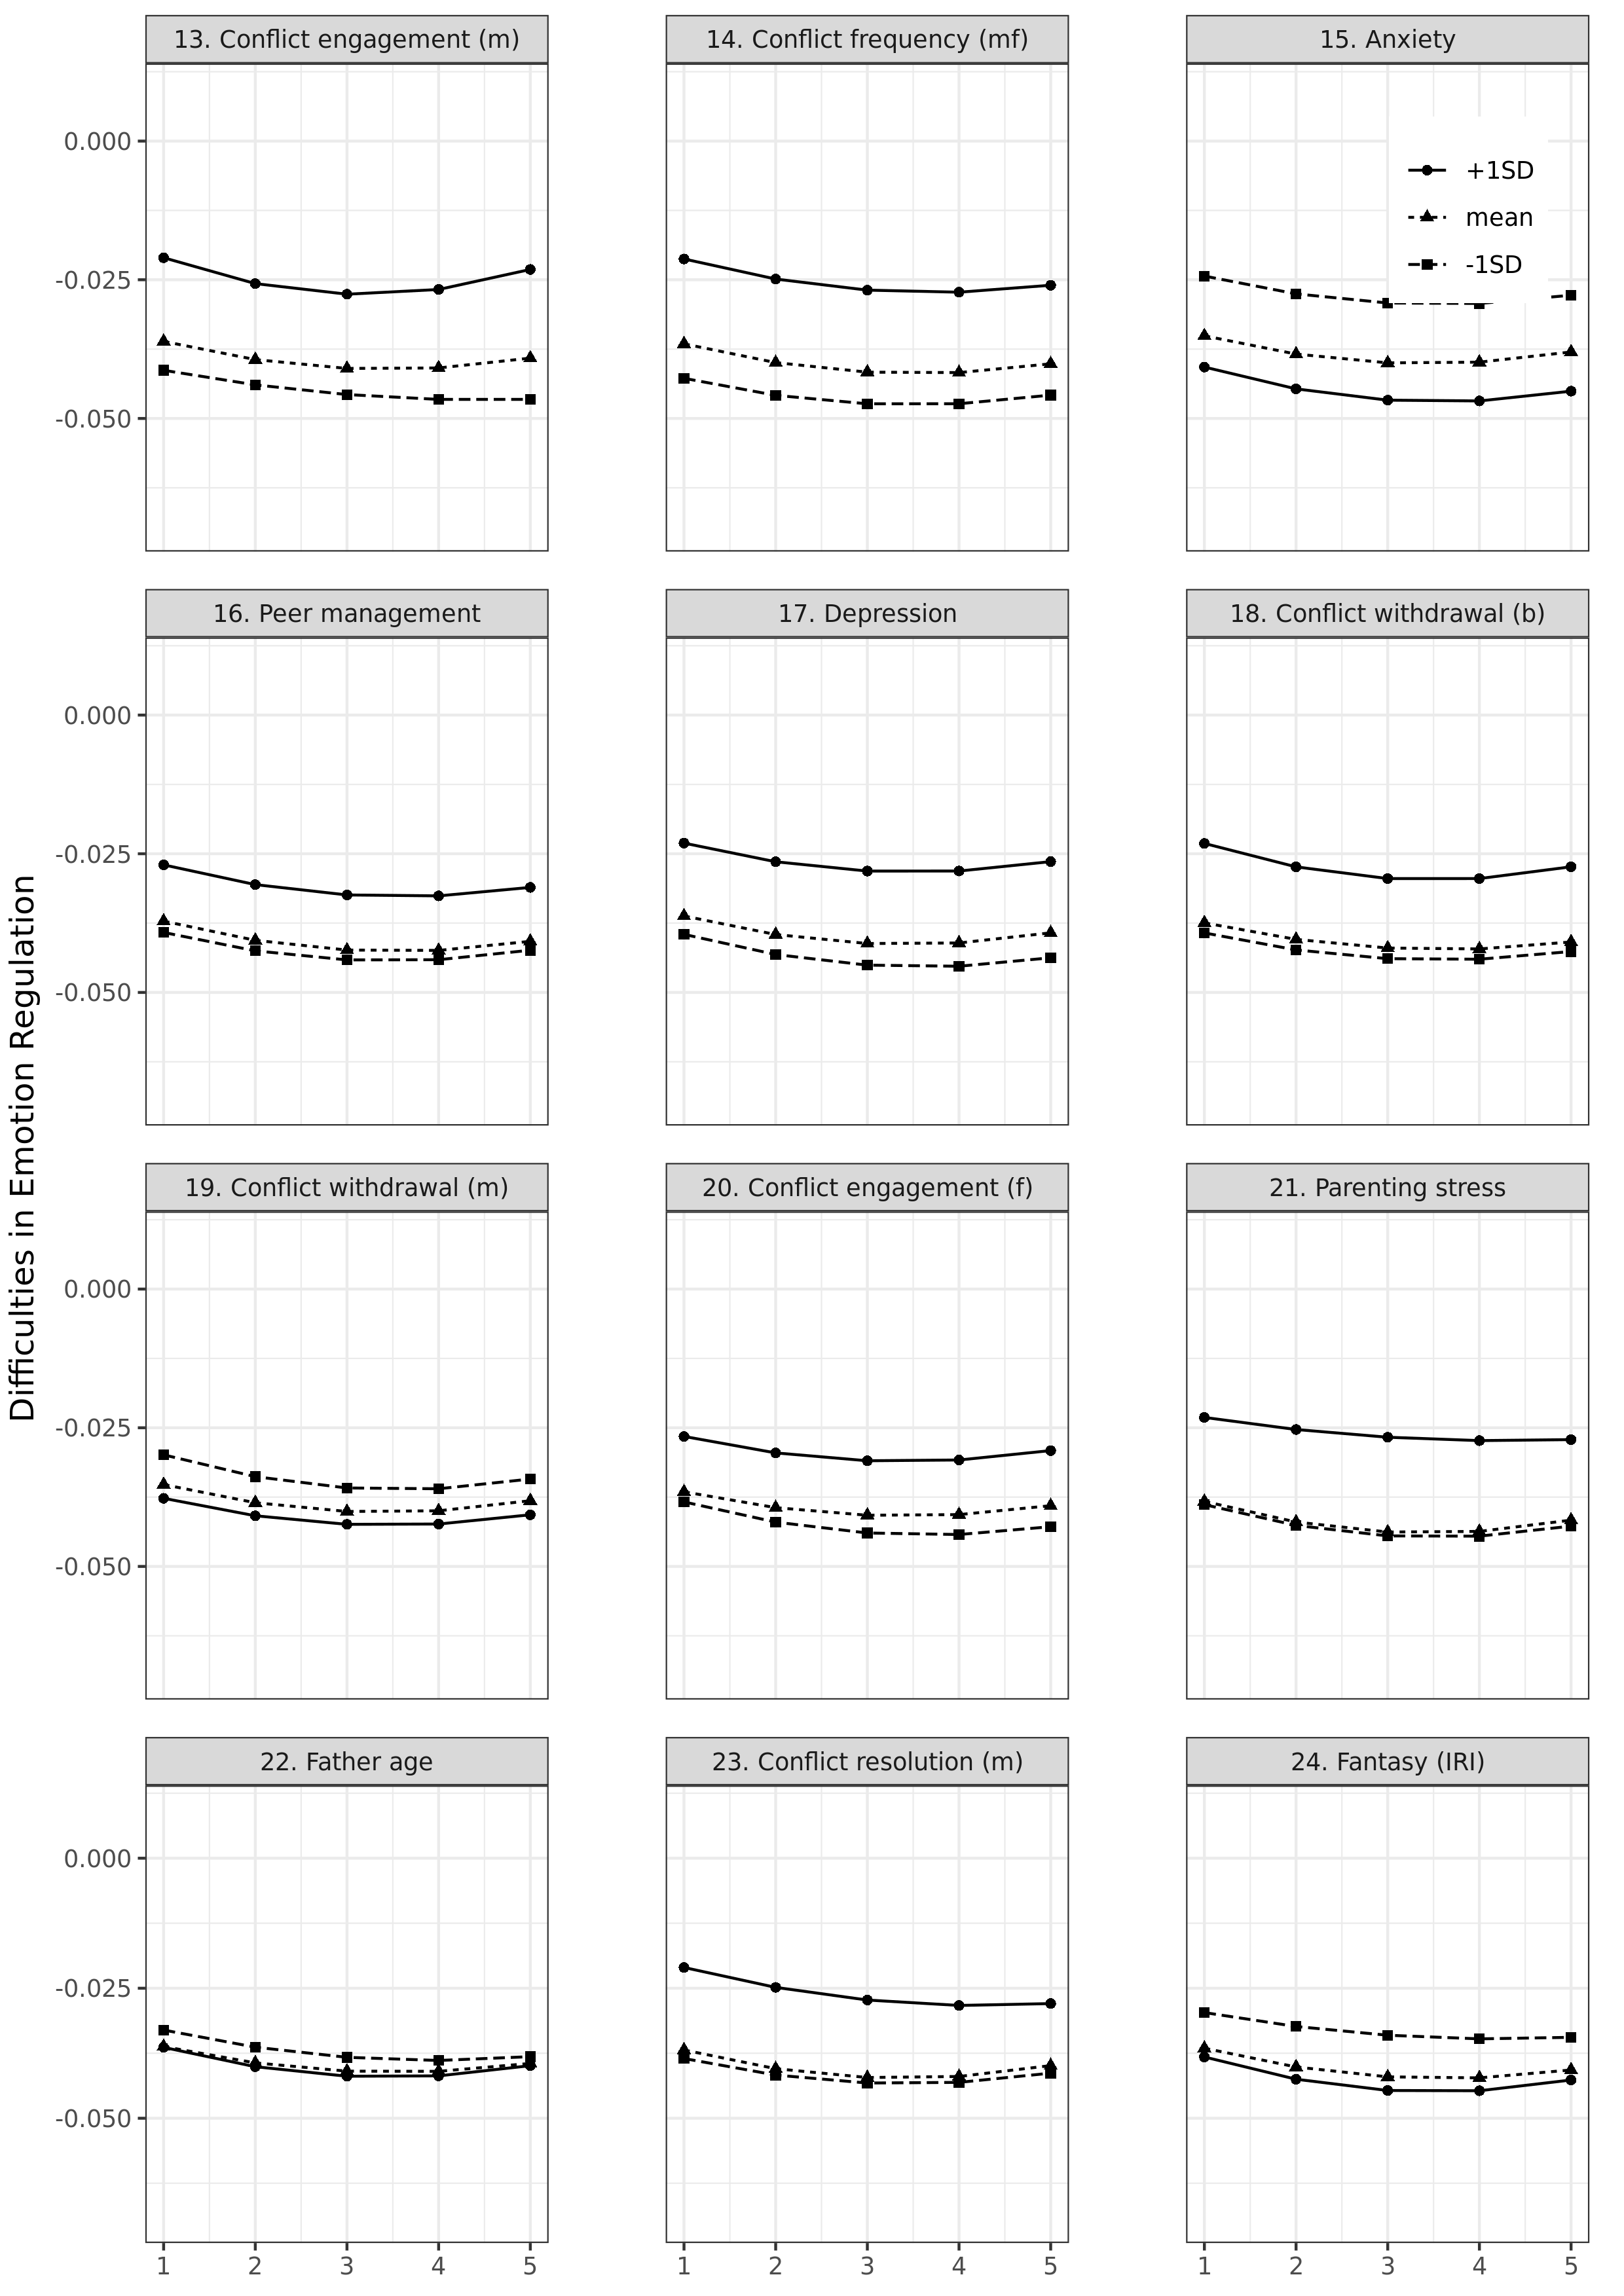 13. Conflict engagement (m)
14. Conflict frequency (mf)
15. Anxiety
0.000
-0.025
-0.050
+1SD
mean
-1SD
16. Peer management
17. Depression
18. Conflict withdrawal (b)
0.000
-0.025
-0.050
Difficulties in Emotion Regulation
19. Conflict withdrawal (m)
20. Conflict engagement (f)
21. Parenting stress
0.000
-0.025
-0.050
22. Father age
23. Conflict resolution (m)
24. Fantasy (IRI)
0.000
-0.025
-0.050
1 2 3 4 5
1 2 3 4 5
1 2 3 4 5